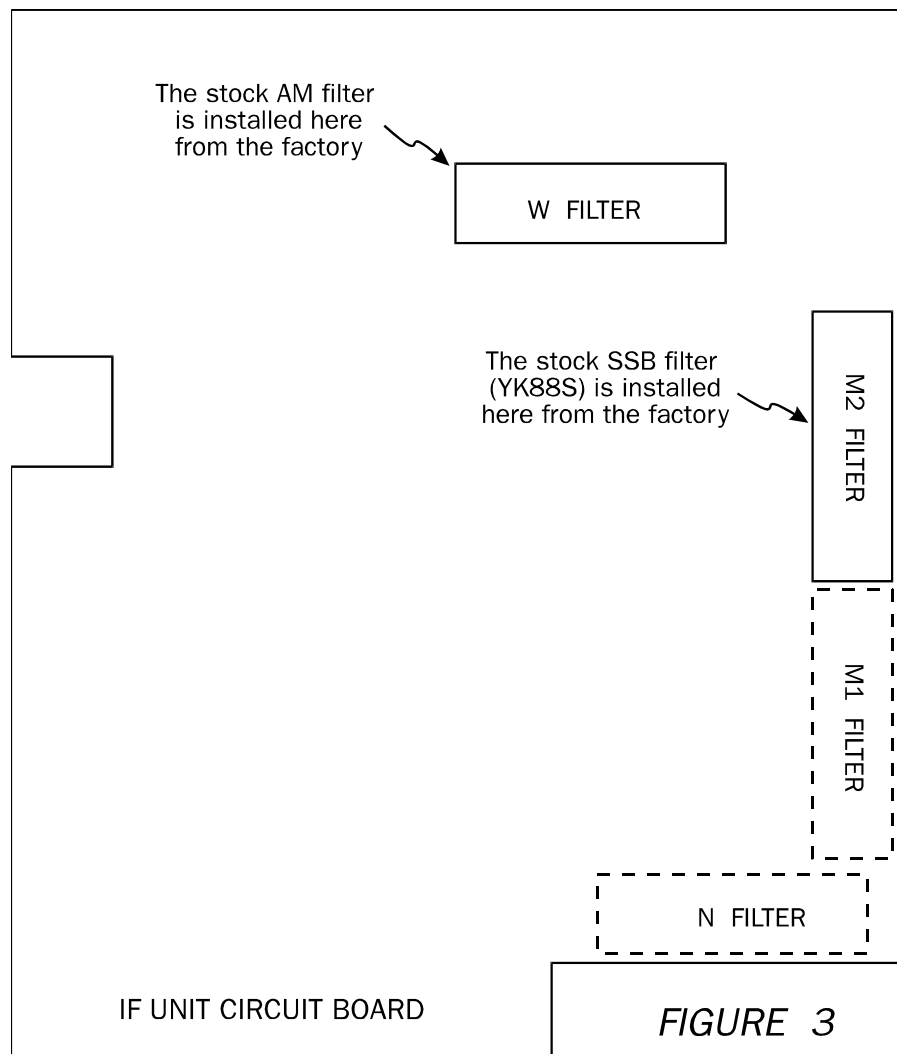 The stock AM filter
is installed here
from the factory
W FILTER
The stock SSB filter
(YK88S) is installed
here from the factory
M2 FILTER
M1 FILTER
N FILTER
IF UNIT CIRCUIT BOARD
FIGURE 3